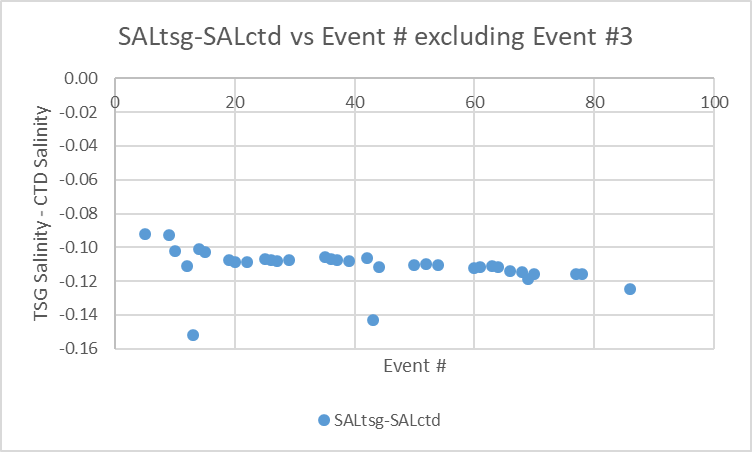 SALtsg-SALctd vs Event # excluding Event #3
0.00
0 20 40 60 80 100
-0.02
-0.04
-0.06
-0.08
-0.10
-0.12
-0.14
-0.16
TSG Salinity - CTD Salinity
Event #
SALtsg-SALctd